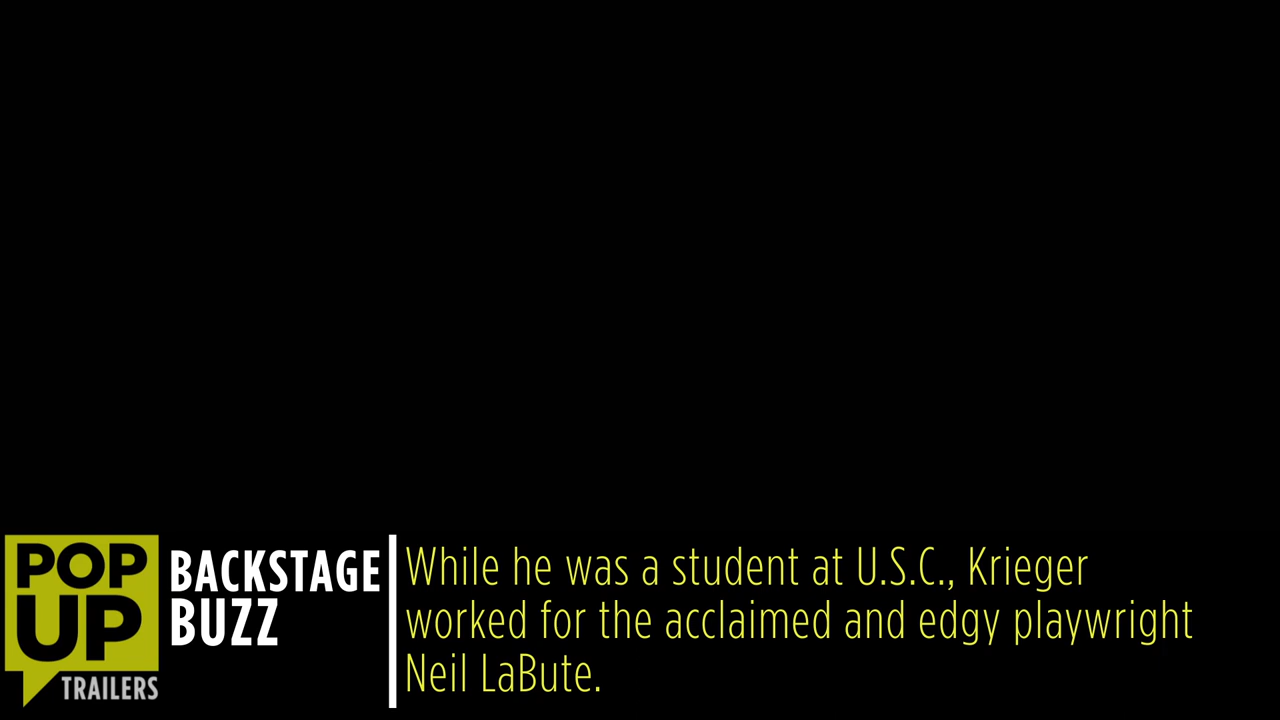 POP
UP
TRAILERS
BACKSTAGE
BUZZ
While he was a student at U.S.C., Krieger
worked for the acclaimed and edgy playwright
Neil LaBute.